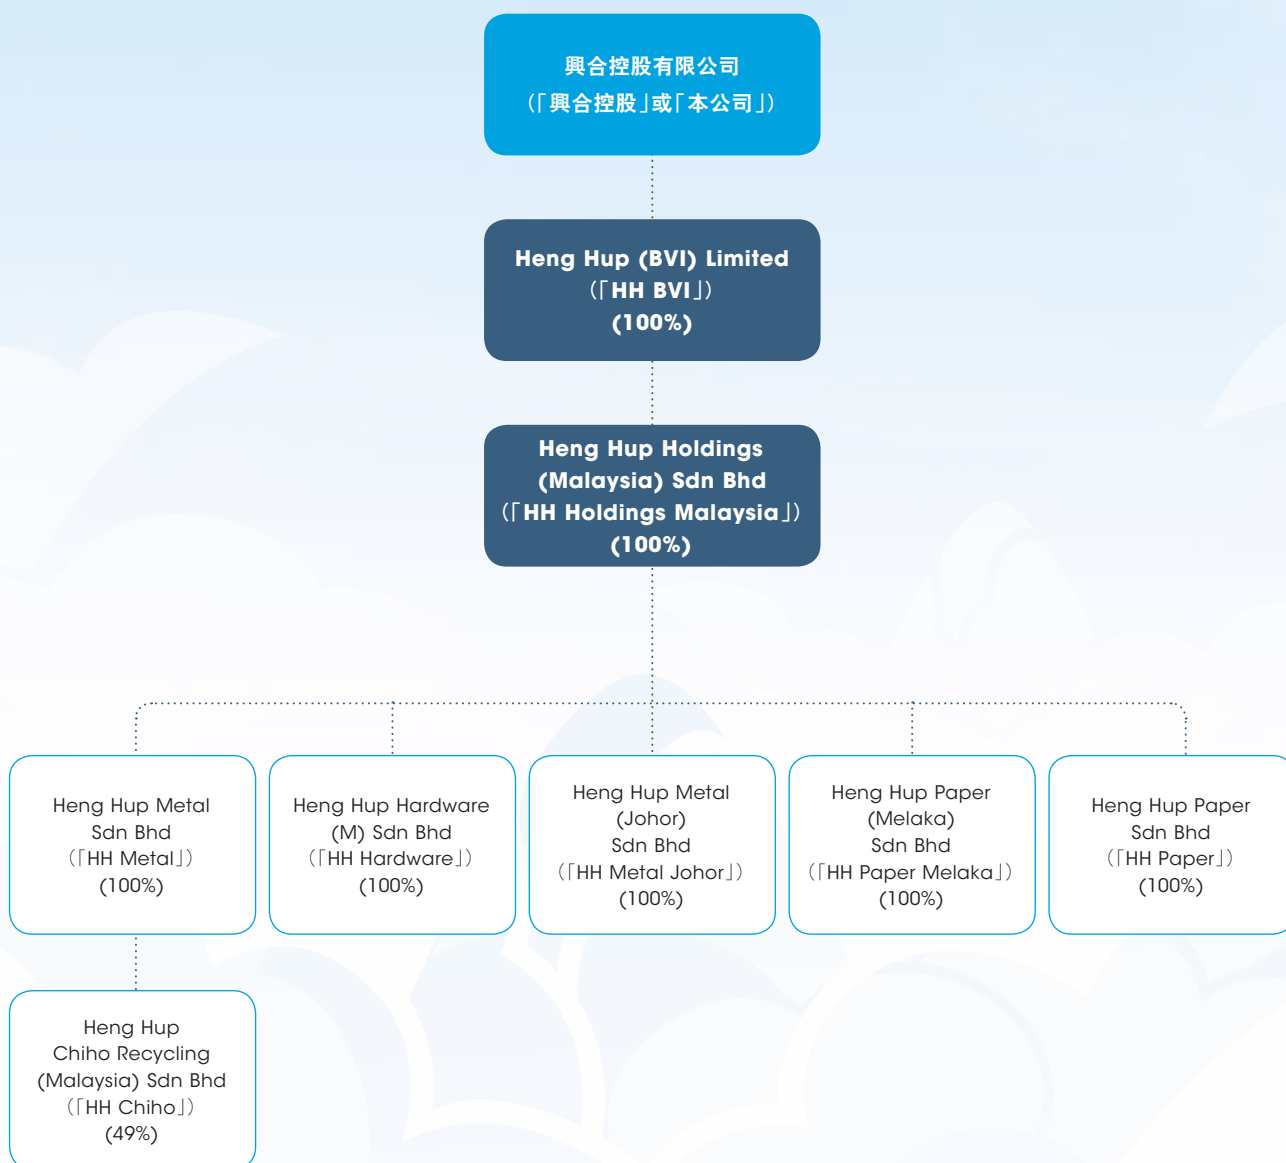 興合控股有限公司
(「興合控股」或「本公司」)
Heng Hup (BVI) Limited
(「HH BVI」)
(100%)
Heng Hup Holdings
(Malaysia) Sdn Bhd
(「HH Holdings Malaysia」)
(100%)
Heng Hup Metal
Sdn Bhd
(「HH Metal」)
(100%)
Heng Hup Hardware
(M) Sdn Bhd
(「HH Hardware」)
(100%)
Heng Hup Metal
(Johor)
Sdn Bhd
(「HH Metal Johor」)
(100%)
Heng Hup Paper
(Melaka)
Sdn Bhd
(「HH Paper Melaka」)
(100%)
Heng Hup Paper
Sdn Bhd
(「HH Paper」)
(100%)
Heng Hup
Chiho Recycling
(Malaysia) Sdn Bhd
(「HH Chiho」)
(49%)